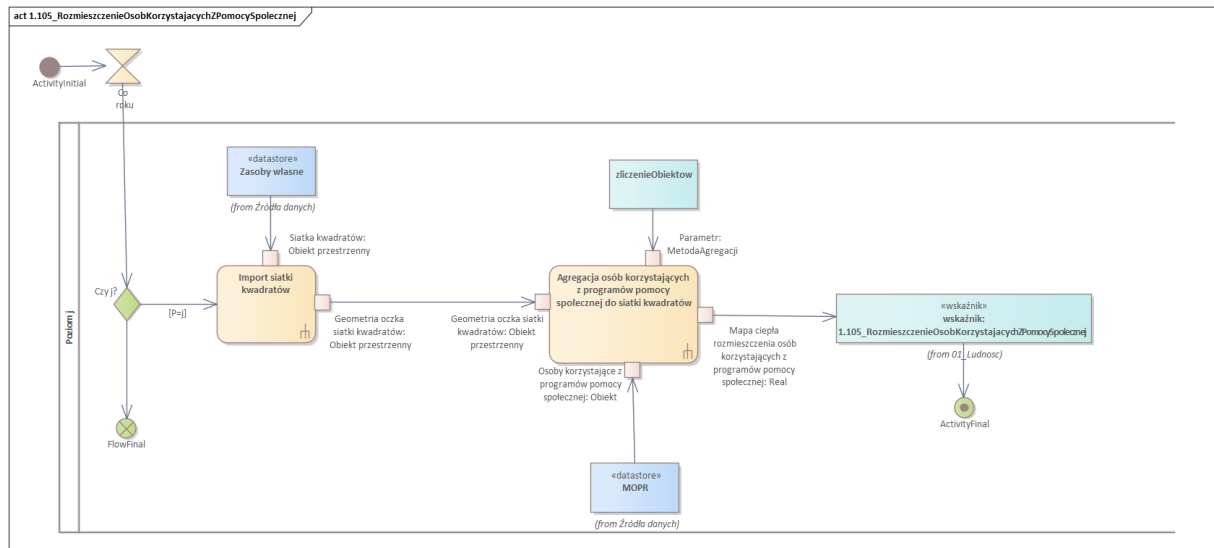 act 1.105_RozmieszczenieOsobKorzystajacychZPomocySpolecznej
ActivityInitial
Co
roku
Poziom j
«datastore»
Zasoby własne
(from Źródła danych)
zliczenieObiektow
Siatka kwadratów:
Obiekt przestrzenny
Parametr:
MetodaAgregacji
Czy j?
[P=j]
Import siatki
kwadratów
Geometria oczka
siatki kwadratów:
Obiekt przestrzenny
Geometria oczka siatki
kwadratów: Obiekt
przestrzenny
Agregacja osób korzystających
z programów pomocy
społecznej do siatki kwadratów
Osoby korzystające z
programów pomocy
społecznej: Obiekt
Mapa ciepła
rozmieszczenia osób
korzystających z
programów pomocy
społecznej: Real
«wskaźnik»
wskaźnik:
1.105_RozmieszczenieOsobKorzystajacychZPomocySpolecznej
(from 01_Ludnosc)
FlowFinal
ActivityFinal
«datastore»
MOPR
(from Źródła danych)